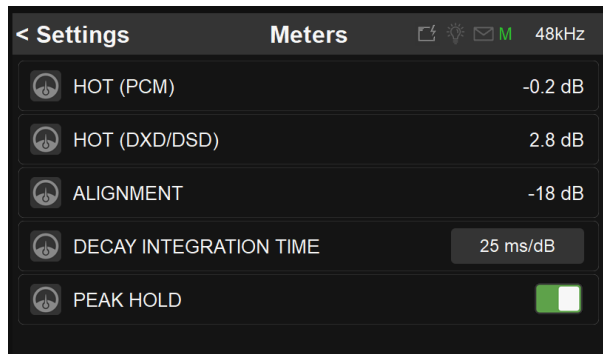 < Settings Meters M 48kHz
HOT (PCM) -0.2 dB
HOT (DXD/DSD) 2.8 dB
ALIGNMENT -18 dB
DECAY INTEGRATION TIME 25 ms/dB
PEAK HOLD